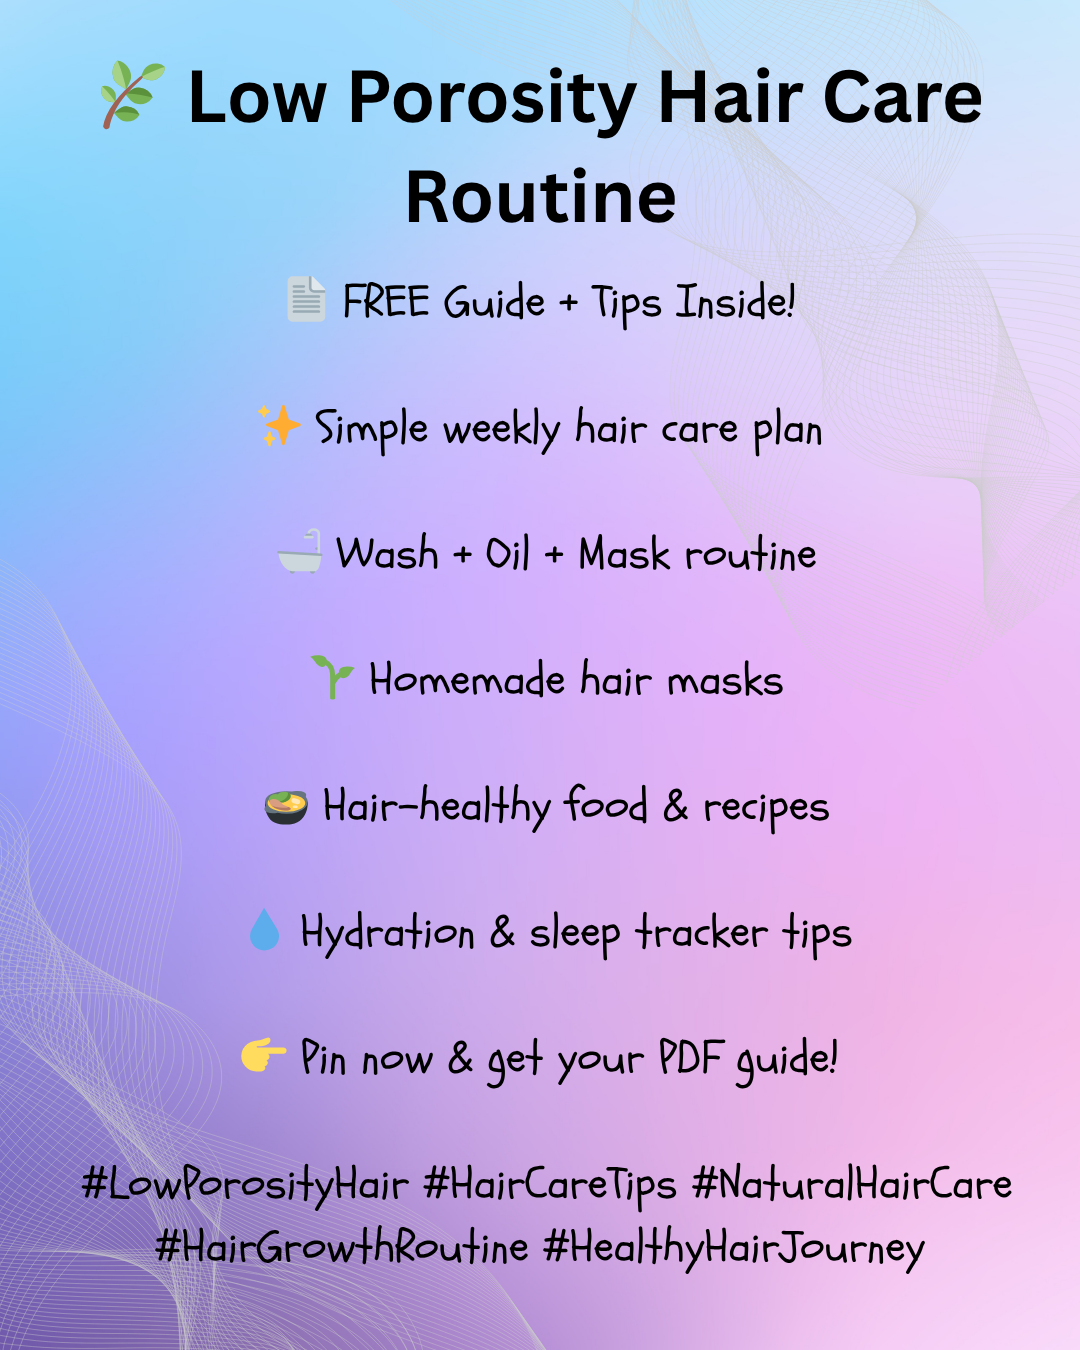 🌿 Low Porosity Hair Care
Routine
📄 FREE Guide + Tips Inside!
✨ Simple weekly hair care plan
🛁 Wash + Oil + Mask routine
🌱 Homemade hair masks
🍲 Hair-healthy food & recipes
💧 Hydration & sleep tracker tips
👉 Pin now & get your PDF guide!
#LowPorosityHair #HairCareTips #NaturalHairCare
#HairGrowthRoutine #HealthyHairJourney